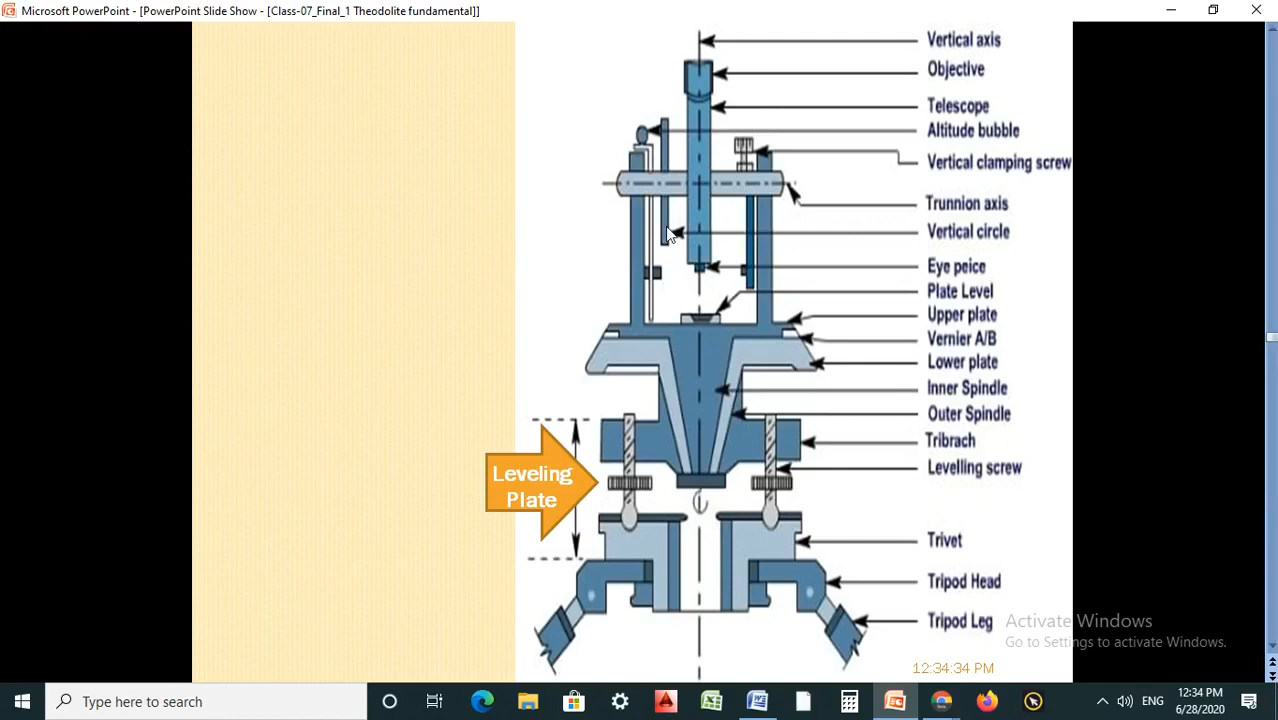 Microsoft PowerPoint - [PowerPoint Slide Show - [Class-07_Final_1 Theodolite fundamental]]
Vertical axis
Objective
Telescope
Altitude bubble
Vertical clamping screw
Trunnion axis
Vertical circle
Eye peice
Plate Level
Upper plate
Vernier A/B
Lower plate
Inner Spindle
Outer Spindle
Tribrach
Levelling screw
Leveling
Plate
Trivet
Tripod Head
Tripod Leg
Activate Windows
Go to Settings to activate Windows.
12:34:34 PM
Type here to search
ENG
12:34 PM
6/28/2020